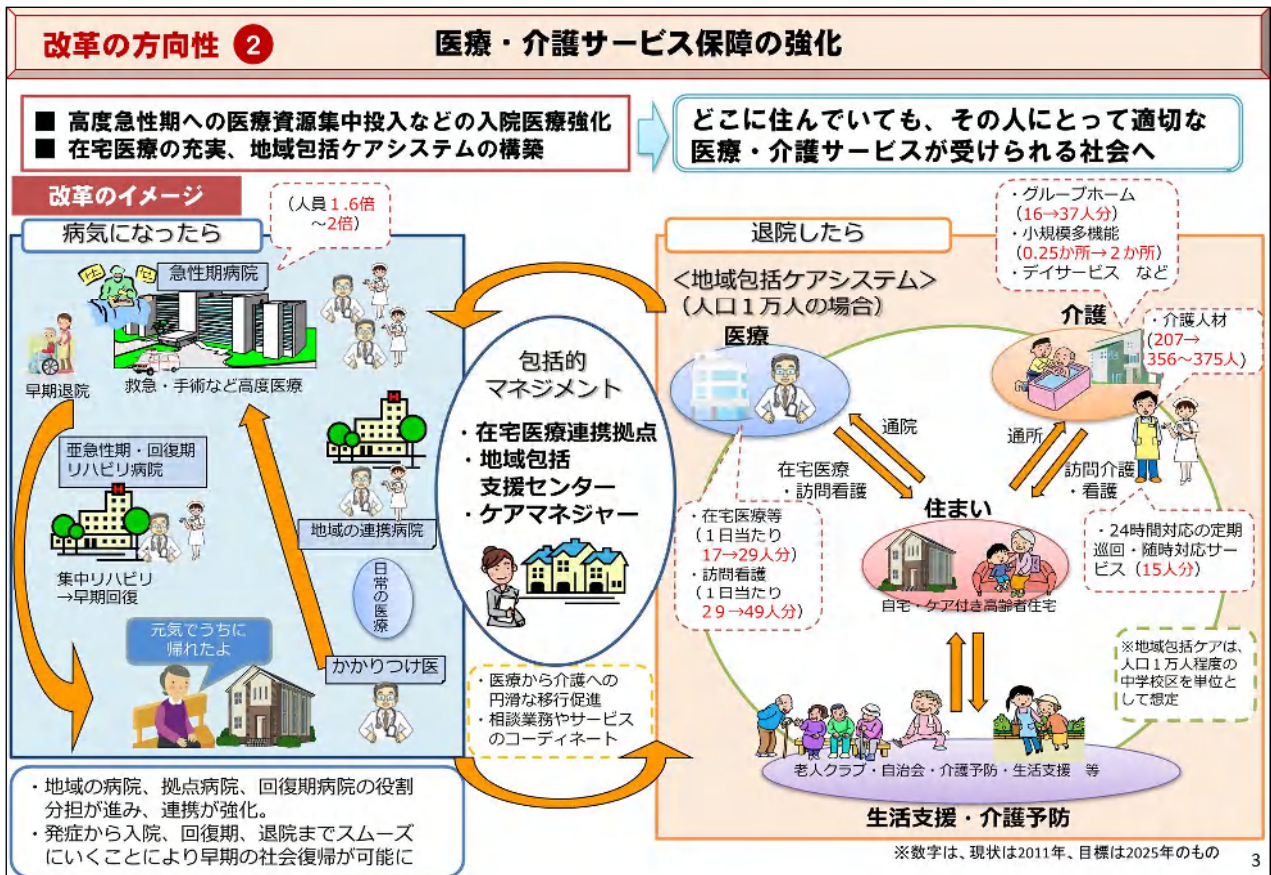 改革の方向性 ❷
医療・介護サービス保障の強化
■ 高度急性期への医療資源集中投入などの入院医療強化
■ 在宅医療の充実、地域包括ケアシステムの構築
どこに住んでいても、その人にとって適切な
医療・介護サービスが受けられる社会へ
改革のイメージ
病気になったら
（人員1.6倍
～2倍）
急性期病院
早期退院
救急・手術など高度医療
亜急性期・回復期
リハビリ病院
集中リハビリ
→早期回復
地域の連携病院
日常の医療
元気でうちに
帰れたよ
かかりつけ医
・地域の病院、拠点病院、回復期病院の役割
分担が進み、連携が強化。
・発症から入院、回復期、退院までスムーズ
にいくことにより早期の社会復帰が可能に
包括的
マネジメント
・在宅医療連携拠点
・地域包括
支援センター
・ケアマネジャー
・医療から介護への
円滑な移行促進
・相談業務やサービス
のコーディネート
退院したら
＜地域包括ケアシステム＞
（人口１万人の場合）
・グループホーム
（16→37人分）
・小規模多機能
（0.25か所→２か所）
・デイサービス　など
医療
介護
・介護人材
（207→
356～375人）
通院
在宅医療
・訪問看護
通所
訪問介護
・看護
・在宅医療等
（１日当たり
17→29人分）
・訪問看護
（１日当たり
２９→49人分）
住まい
自宅・ケア付き高齢者住宅
・24時間対応の定期
巡回・随時対応サー
ビス（15人分）
※地域包括ケアは、
人口１万人程度の
中学校区を単位と
して想定
老人クラブ・自治会・介護予防・生活支援　等
生活支援・介護予防
※数字は、現状は2011年、目標は2025年のもの
3